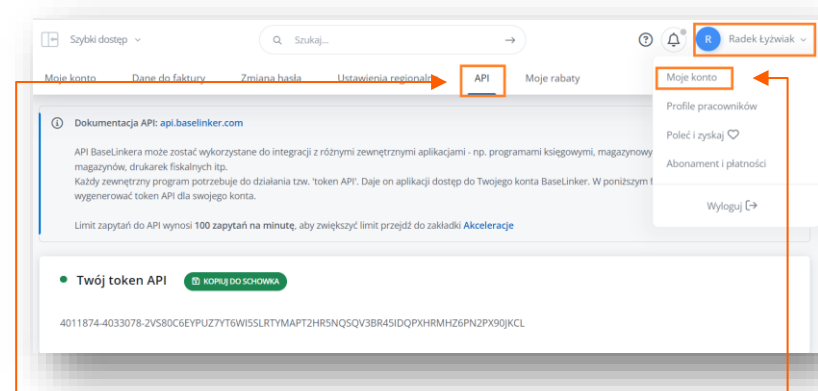 Szybki dostęp
Szukaj...
R Radek Łyźwiak
Moje konto Dane do faktury Zmiana hasła Ustawienia regionaln API Moje rabaty
Moje konto
Profile pracowników
Poleć i zyskaj
Abonament i płatności
Wyloguj
Dokumentacja API: api.baselinker.com
API BaseLinkera może zostać wykorzystane do integracji z różnymi zewnętrznymi aplikacjami - np. programami księgowymi, magazynowy
magazynów, drukarek fiskalnych itp.
Każdy zewnętrzny program potrzebuje do działania tzw. 'token API'. Daje on aplikacji dostęp do Twojego konta BaseLinker. W poniższym f
wygenerować token API dla swojego konta.
Limit zapytań do API wynosi 100 zapytań na minutę, aby zwiększyć limit przejdź do zakładki Akceleracje
Twój token API KOPIUJ DO SCHOWKA
4011874-4033078-2VS80C6EYPUZ7YT6WI5SLRTYMAPT2HR5NQSQV3BR45IDQPXHRMHZ6PN2PX90JKCL